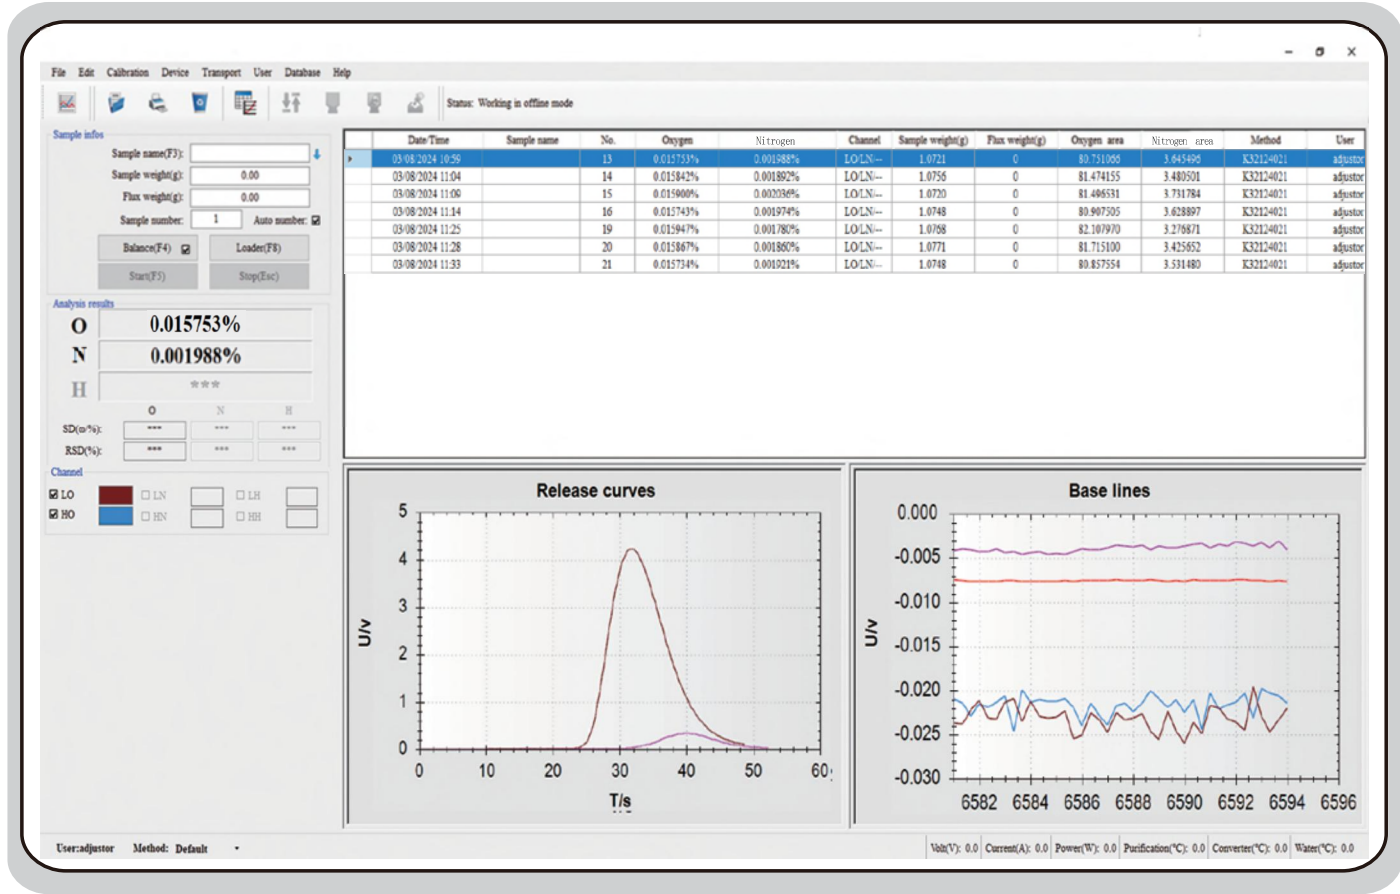 File Edit Calibration Device Transport User Database Help
Status: Working in offline mode
Sample infos
Sample name(F3):
Sample weight(g): 0.00
Flux weight(g): 0.00
Sample number: 1 Auto number:
Balance(F4) Loader(F8)
Start(F5) Stop(Esc)
Analysis results
O 0.015753%
N 0.001988%
H ***
O N H
SD(m/%): --- --- ---
RSD(%): --- --- ---
Channel
LO LN LH
HO HN HH
Date/Time Sample name No. Oxygen Nitrogen Channel Sample weight(g) Flux weight(g) Oxygen area Nitrogen area Method User
03/08/2024 10:59 13 0.015753% 0.001988% LO/LN/-- 1.0721 0 80.751066 3.645496 K32124021 adjustor
03/08/2024 11:04 14 0.015842% 0.001892% LO/LN/-- 1.0756 0 81.474155 3.480501 K32124021 adjustor
03/08/2024 11:09 15 0.015900% 0.002036% LO/LN/-- 1.0720 0 81.496531 3.731784 K32124021 adjustor
03/08/2024 11:14 16 0.015743% 0.001974% LO/LN/-- 1.0748 0 80.907505 3.628897 K32124021 adjustor
03/08/2024 11:25 19 0.015947% 0.001780% LO/LN/-- 1.0768 0 82.107970 3.276871 K32124021 adjustor
03/08/2024 11:28 20 0.015867% 0.001860% LO/LN/-- 1.0771 0 81.715100 3.425652 K32124021 adjustor
03/08/2024 11:33 21 0.015734% 0.001921% LO/LN/-- 1.0748 0 80.857554 3.531480 K32124021 adjustor
Release curves
5
4
3
2
1
0
U/v
0 10 20 30 40 50 60
T/s
Base lines
0.000
-0.005
-0.010
-0.015
-0.020
-0.025
-0.030
U/v
6582 6584 6586 6588 6590 6592 6594 6596
User:adjustor Method: Default
Volt(V): 0.0 Current(A): 0.0 Power(W): 0.0 Purification(°C): 0.0 Converter(°C): 0.0 Water(°C): 0.0